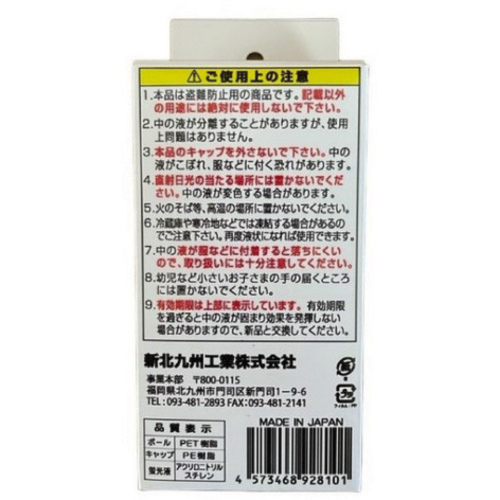 ⚠ご使用上の注意
1.本品は盗難防止用の商品です。記載以外
の用途には絶対に使用しないで下さい。
2.中の液が分離することがありますが、使用
上問題はありません。
3.本品のキャップを外さないで下さい。中の
液がこぼれ、服などに付く恐れがあります。
4.直射日光の当たる場所には置かないでくだ
さい。中の液が変色する場合があります。
5.火のそば等、高温の場所に置かないでください。
6.冷蔵庫や寒冷地などでは凍結する場合があるの
でご注意下さい。再度液状になれば使用できます。
7.中の液が服などに付着すると落ちにくい
ので、取り扱いには十分注意してください。
8.幼児など小さいお子さまの手の届くところ
には置かないでください。
9.有効期限は上部に表示しています。有効期限
を過ぎると中の液が固まり効果を発揮しない
場合がありますので、新品と交換してください。
新北九州工業株式会社
事業本部 〒800-0115
福岡県北九州市門司区新門司1-9-6
TEL:093-481-2893 FAX:093-481-2141
品質表示
ボール PET樹脂
キャップ PE樹脂
蛍光液 アクリロニトリル
スチレン
MADE IN JAPAN
4 573468 928101